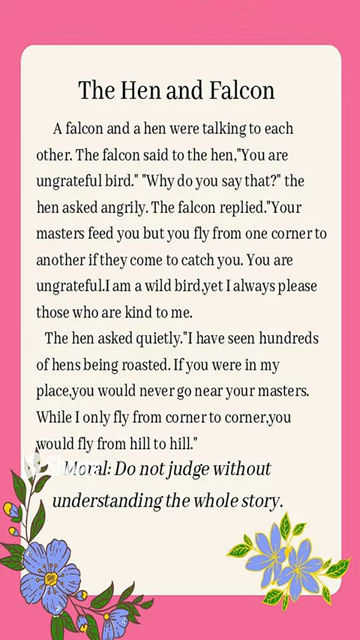 The Hen and Falcon
A falcon and a hen were talking to each
other. The falcon said to the hen,"You are
ungrateful bird." "Why do you say that?" the
hen asked angrily. The falcon replied."Your
masters feed you but you fly from one corner to
another if they come to catch you. You are
ungrateful.I am a wild bird,yet I always please
those who are kind to me.
The hen asked quietly."I have seen hundreds
of hens being roasted. If you were in my
place,you would never go near your masters.
While I only fly from corner to corner,you
would fly from hill to hill."
Moral: Do not judge without
understanding the whole story.